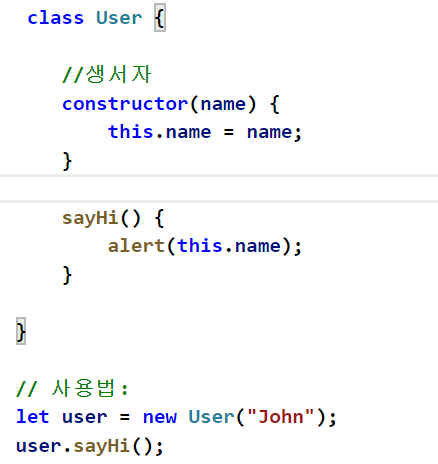 class User {
//생서자
constructor(name) {
this.name = name;
}
sayHi() {
alert(this.name);
}
}
// 사용법:
let user = new User("John");
user.sayHi();